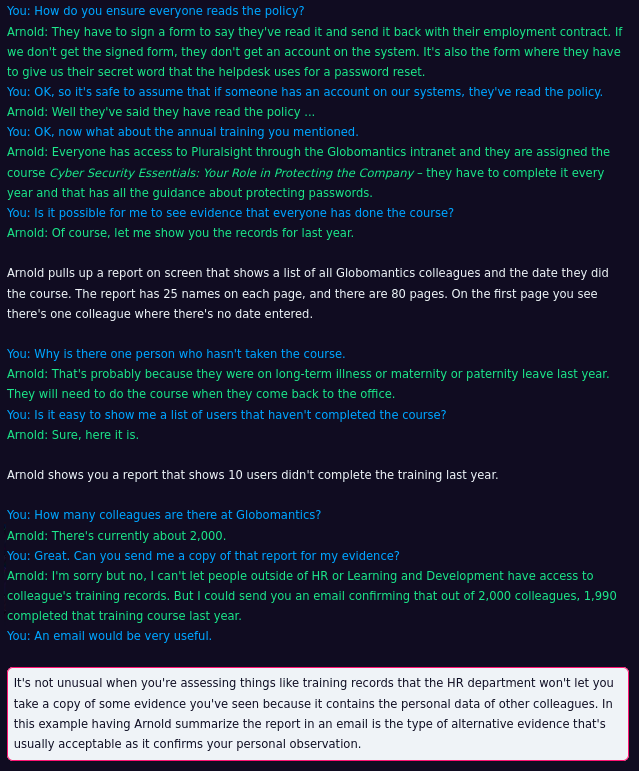 You: How do you ensure everyone reads the policy?
Arnold: They have to sign a form to say they've read it and send it back with their employment contract. If
we don't get the signed form, they don't get an account on the system. It's also the form where they have
to give us their secret word that the helpdesk uses for a password reset.
You: OK, so it's safe to assume that if someone has an account on our systems, they've read the policy.
Arnold: Well they've said they have read the policy ...
You: OK, now what about the annual training you mentioned.
Arnold: Everyone has access to Pluralsight through the Globomantics intranet and they are assigned the
course Cyber Security Essentials: Your Role in Protecting the Company – they have to complete it every
year and that has all the guidance about protecting passwords.
You: Is it possible for me to see evidence that everyone has done the course?
Arnold: Of course, let me show you the records for last year.
Arnold pulls up a report on screen that shows a list of all Globomantics colleagues and the date they did
the course. The report has 25 names on each page, and there are 80 pages. On the first page you see
there's one colleague where there's no date entered.
You: Why is there one person who hasn't taken the course.
Arnold: That's probably because they were on long-term illness or maternity or paternity leave last year.
They will need to do the course when they come back to the office.
You: Is it easy to show me a list of users that haven't completed the course?
Arnold: Sure, here it is.
Arnold shows you a report that shows 10 users didn't complete the training last year.
You: How many colleagues are there at Globomantics?
Arnold: There's currently about 2,000.
You: Great. Can you send me a copy of that report for my evidence?
Arnold: I'm sorry but no, I can't let people outside of HR or Learning and Development have access to
colleague's training records. But I could send you an email confirming that out of 2,000 colleagues, 1,990
completed that training course last year.
You: An email would be very useful.
It's not unusual when you're assessing things like training records that the HR department won't let you
take a copy of some evidence you've seen because it contains the personal data of other colleagues. In
this example having Arnold summarize the report in an email is the type of alternative evidence that's
usually acceptable as it confirms your personal observation.